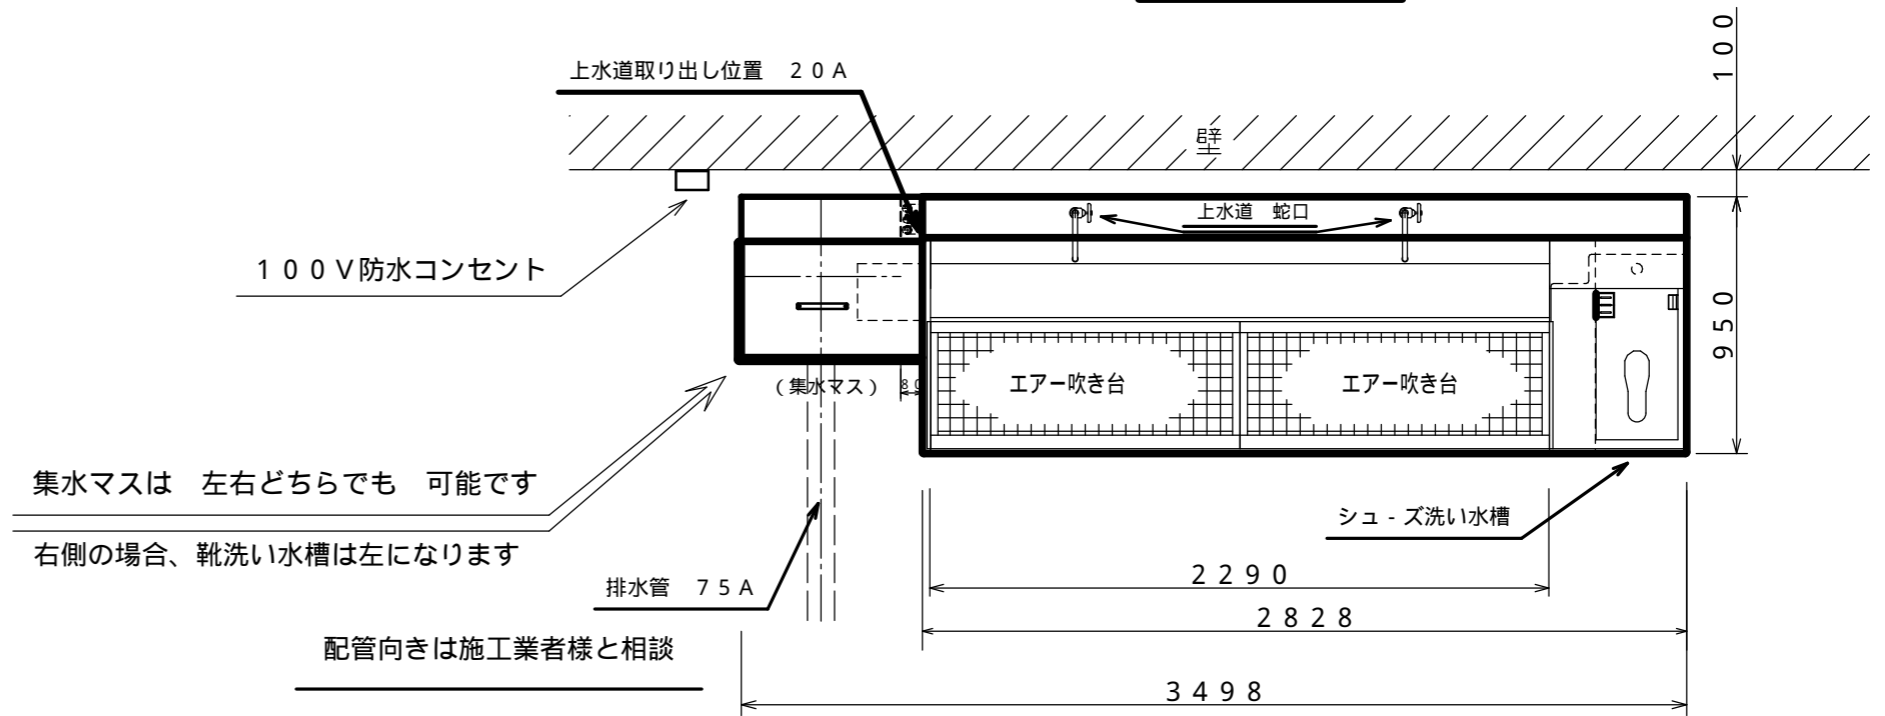 100
上水道取り出し位置　２０Ａ
壁
上水道　蛇口
１００Ｖ防水コンセント
950
エアー吹き台
エアー吹き台
（集水マス）
80
集水マスは　左右どちらでも　可能です
シュ-ズ洗い水槽
右側の場合、靴洗い水槽は左になります
2290
排水管　７５Ａ
2828
配管向きは施工業者様と相談
3498